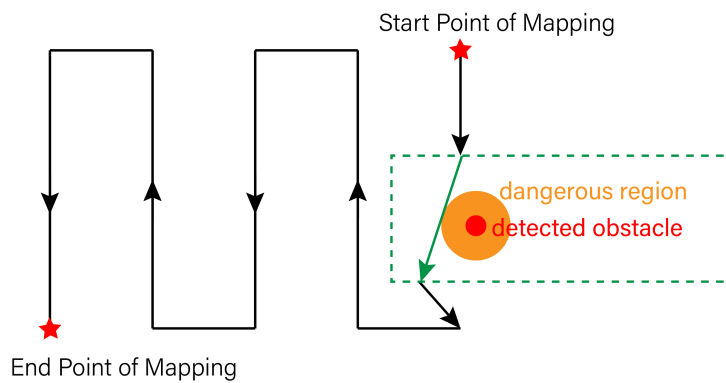 Start Point of Mapping
dangerous region
detected obstacle
End Point of Mapping